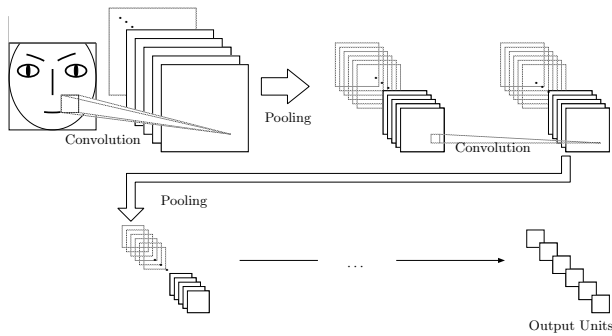 Convolution
Pooling
Convolution
Pooling
...
Output Units